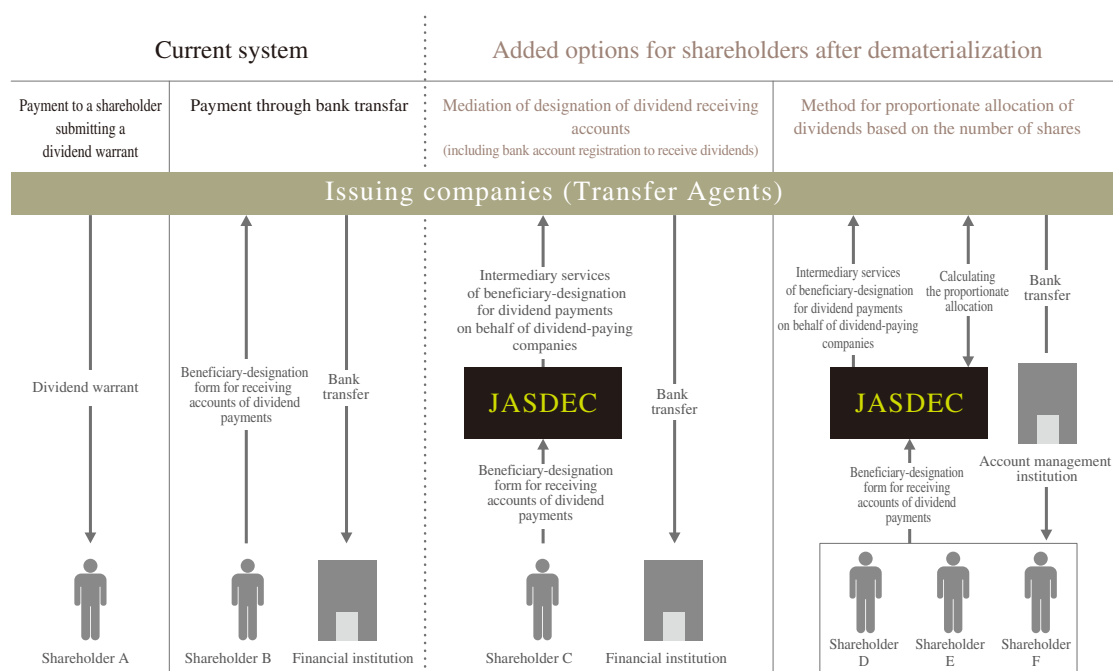 Current system
Added options for shareholders after dematerialization
Payment to a shareholder
submitting a
dividend warrant
Payment through bank transfar
Mediation of designation of dividend receiving
accounts
(including bank account registration to receive dividends)
Method for proportionate allocation of
dividends based on the number of shares
Issuing companies (Transfer Agents)
Dividend warrant
Shareholder A
Beneficiary-designation
form for receiving
accounts of dividend
payments
Shareholder B
Bank
transfer
Financial institution
Intermediary services
of beneficiary-designation
for dividend payments
on behalf of dividend-paying
companies
JASDEC
Beneficiary-designation
form for receiving
accounts of dividend
payments
Shareholder C
Bank
transfer
Financial institution
Intermediary services
of beneficiary-designation
for dividend payments
on behalf of dividend-paying
companies
Calculating
the proportionate
allocation
Bank
transfer
JASDEC
Account management
institution
Beneficiary-designation
form for receiving
accounts of dividend
payments
Shareholder
D
Shareholder
E
Shareholder
F